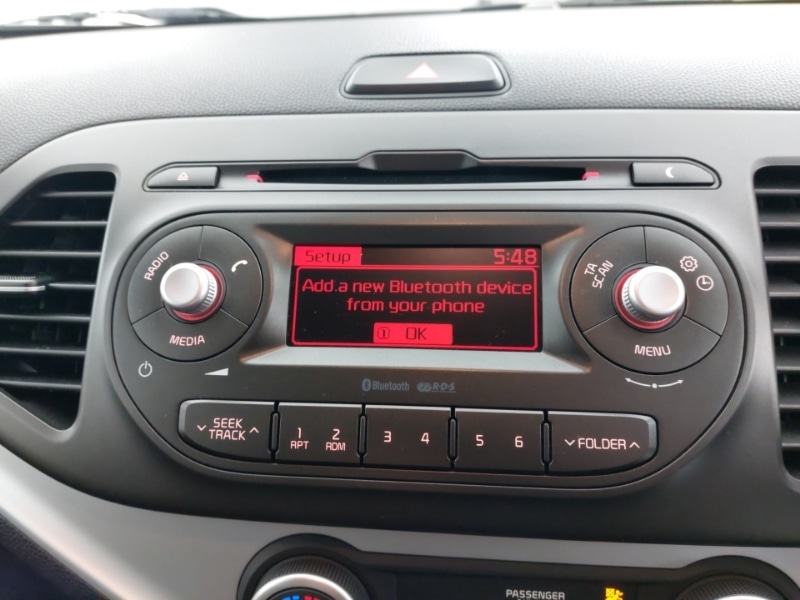 RADIO
MEDIA
Setup 5:48
Add a new Bluetooth device
from your phone
① OK
TA
SCAN
MENU
Bluetooth R·D·S
SEEK
TRACK
1
RPT
2
RDM
3 4
5 6
FOLDER
PASSENGER